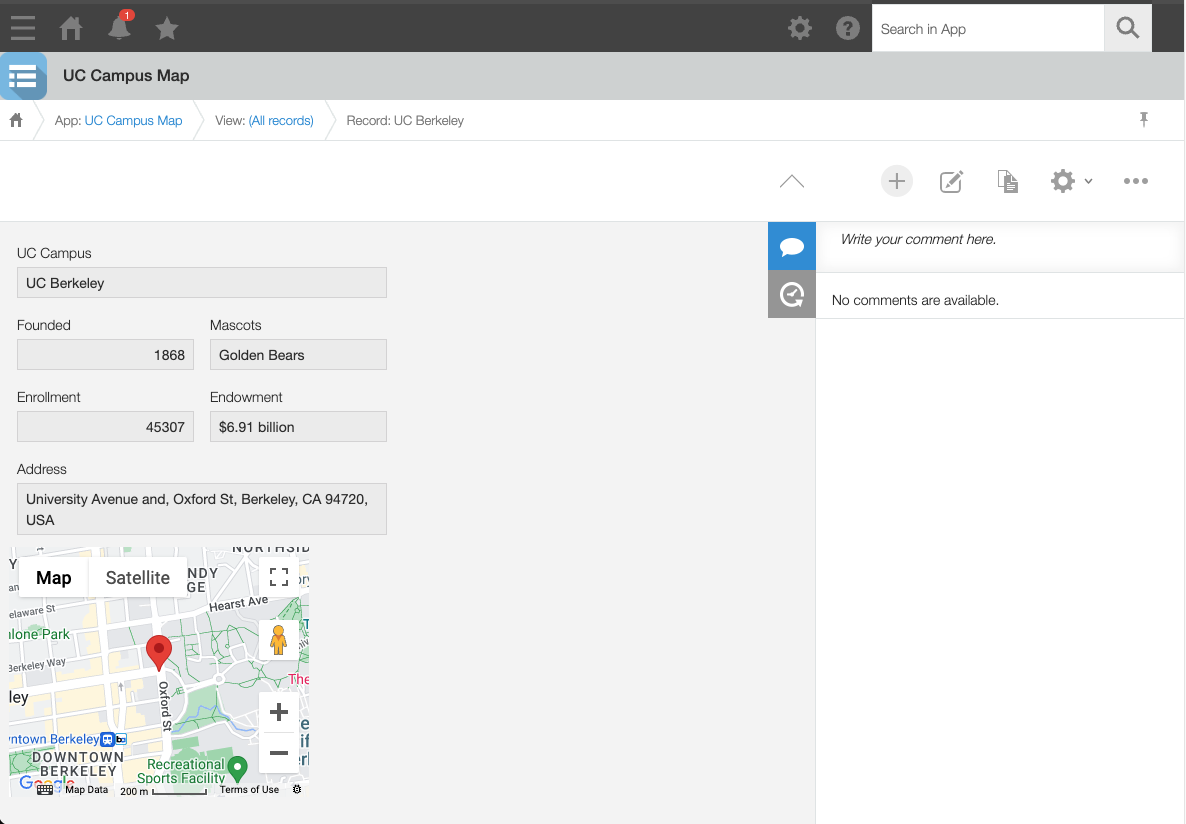 1
Search in App
UC Campus Map
App: UC Campus Map
View: (All records)
Record: UC Berkeley
UC Campus
UC Berkeley
Founded
Mascots
1868
Golden Bears
Enrollment
Endowment
45307
$6.91 billion
Address
University Avenue and, Oxford St, Berkeley, CA 94720,
USA
Write your comment here.
No comments are available.
NORTHSID
Map
Satellite
NDY
GE
Hearst Ave
elaware St
lone Park
Berkeley Way
The
ley
Oxford St
ntown Berkeley
DOWNTOWN
BERKELEY
Recreational
Sports Facility
Google
Map Data
200 m
Terms of Use